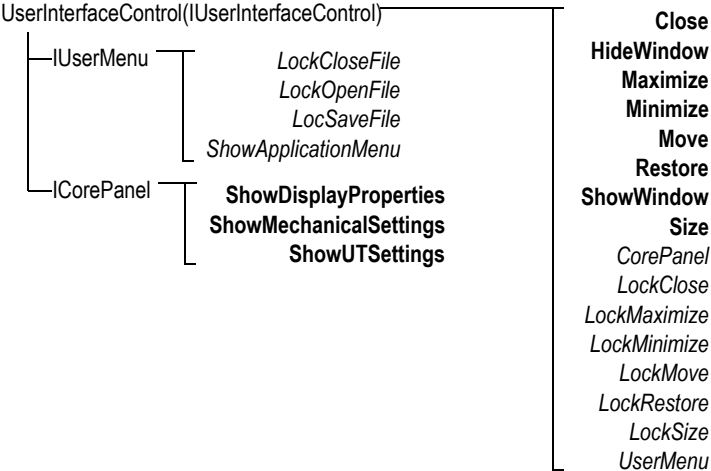 UserInterfaceControl(IUserInterfaceControl)
IUserMenu
LockCloseFile
LockOpenFile
LocSaveFile
ShowApplicationMenu
ICorePanel
ShowDisplayProperties
ShowMechanicalSettings
ShowUTSettings
Close
HideWindow
Maximize
Minimize
Move
Restore
ShowWindow
Size
CorePanel
LockClose
LockMaximize
LockMinimize
LockMove
LockRestore
LockSize
UserMenu